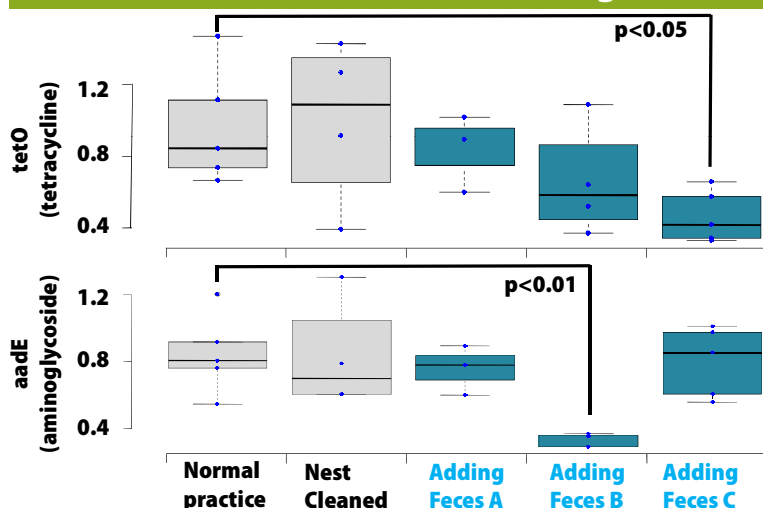 p<0.05
1.2
0.8
0.4
tetO
(tetracycline)
p<0.01
1.2
0.8
0.4
aadE
(aminoglycoside)
Normal
practice
Nest
Cleaned
Adding
Feces A
Adding
Feces B
Adding
Feces C